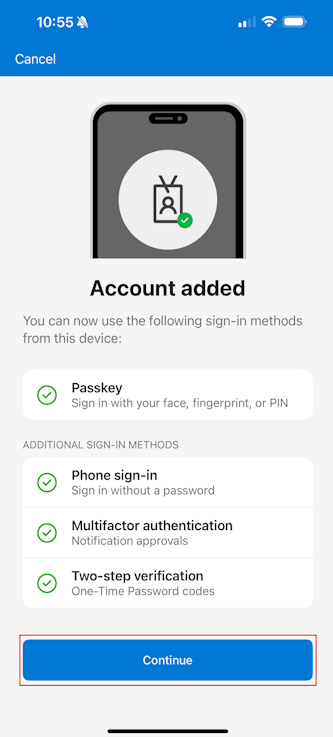 10:55
Cancel
Account added
You can now use the following sign-in methods
from this device:
Passkey
Sign in with your face, fingerprint, or PIN
ADDITIONAL SIGN-IN METHODS
Phone sign-in
Sign in without a password
Multifactor authentication
Notification approvals
Two-step verification
One-Time Password codes
Continue